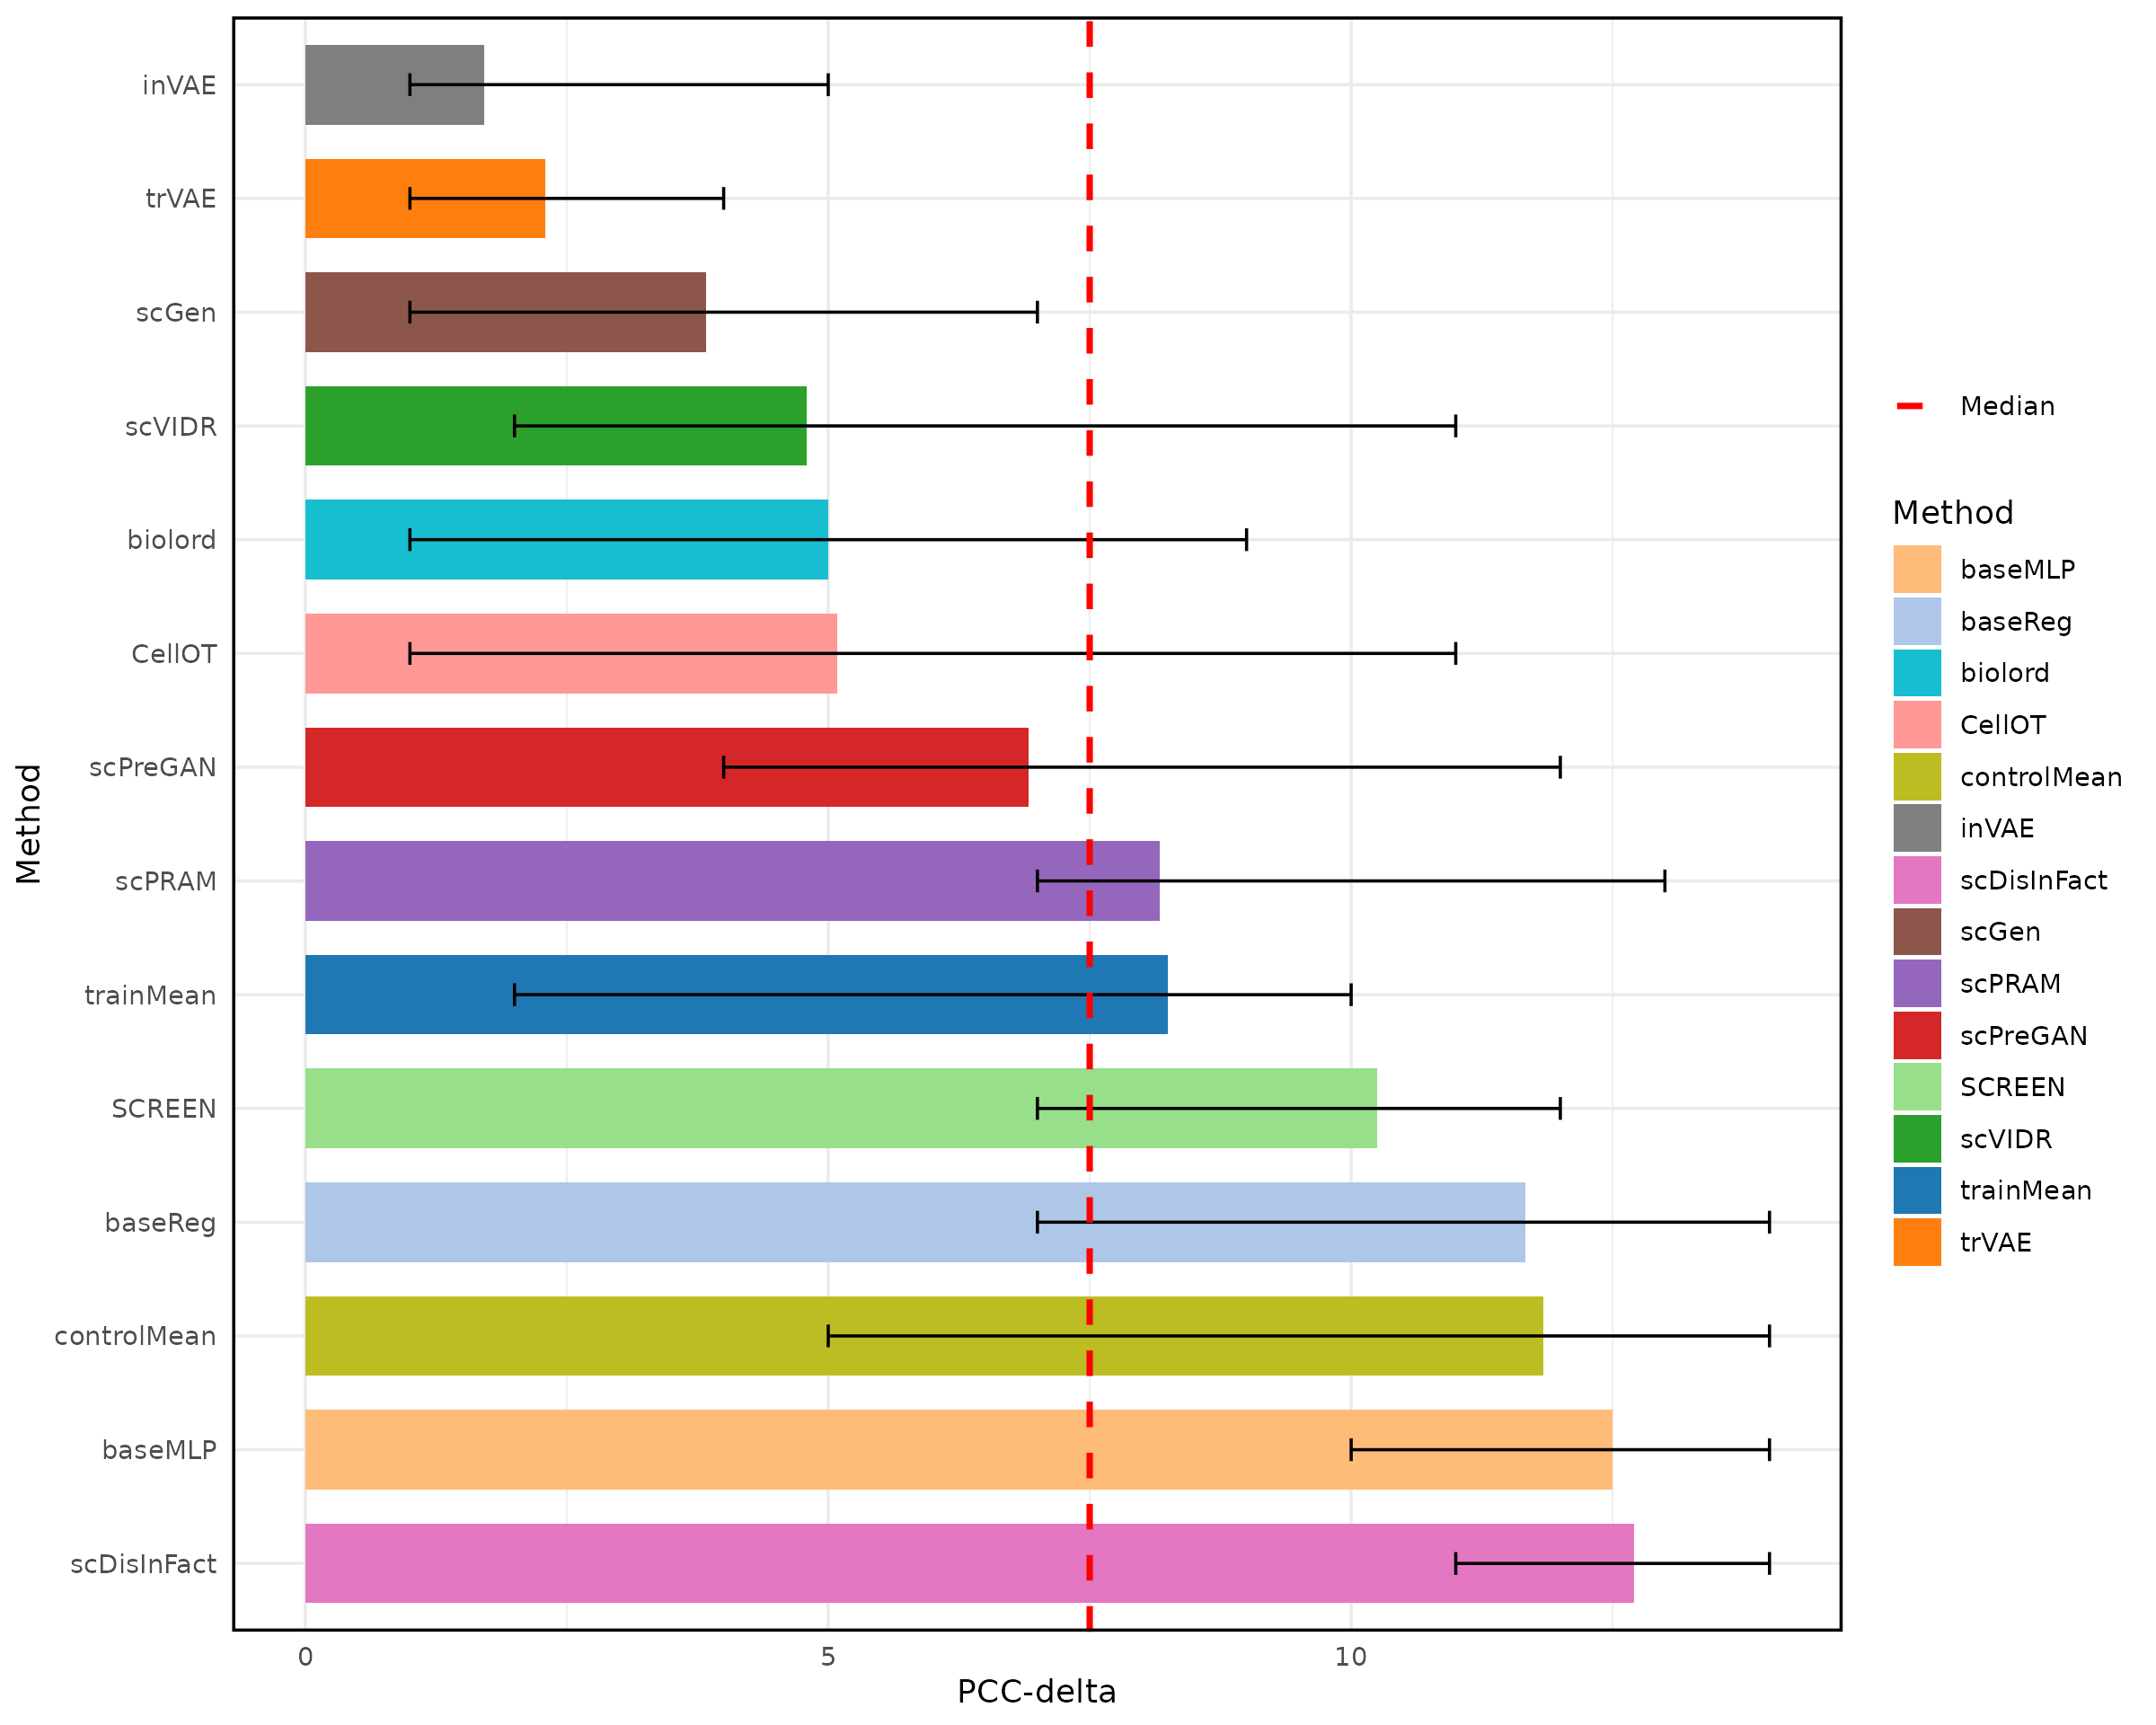 Method
inVAE
trVAE
scGen
scVIDR
biolord
CellOT
scPreGAN
scPRAM
trainMean
SCREEN
baseReg
controlMean
baseMLP
scDisInFact
0 5 10
PCC-delta
Median
Method
baseMLP
baseReg
biolord
CellOT
controlMean
inVAE
scDisInFact
scGen
scPRAM
scPreGAN
SCREEN
scVIDR
trainMean
trVAE